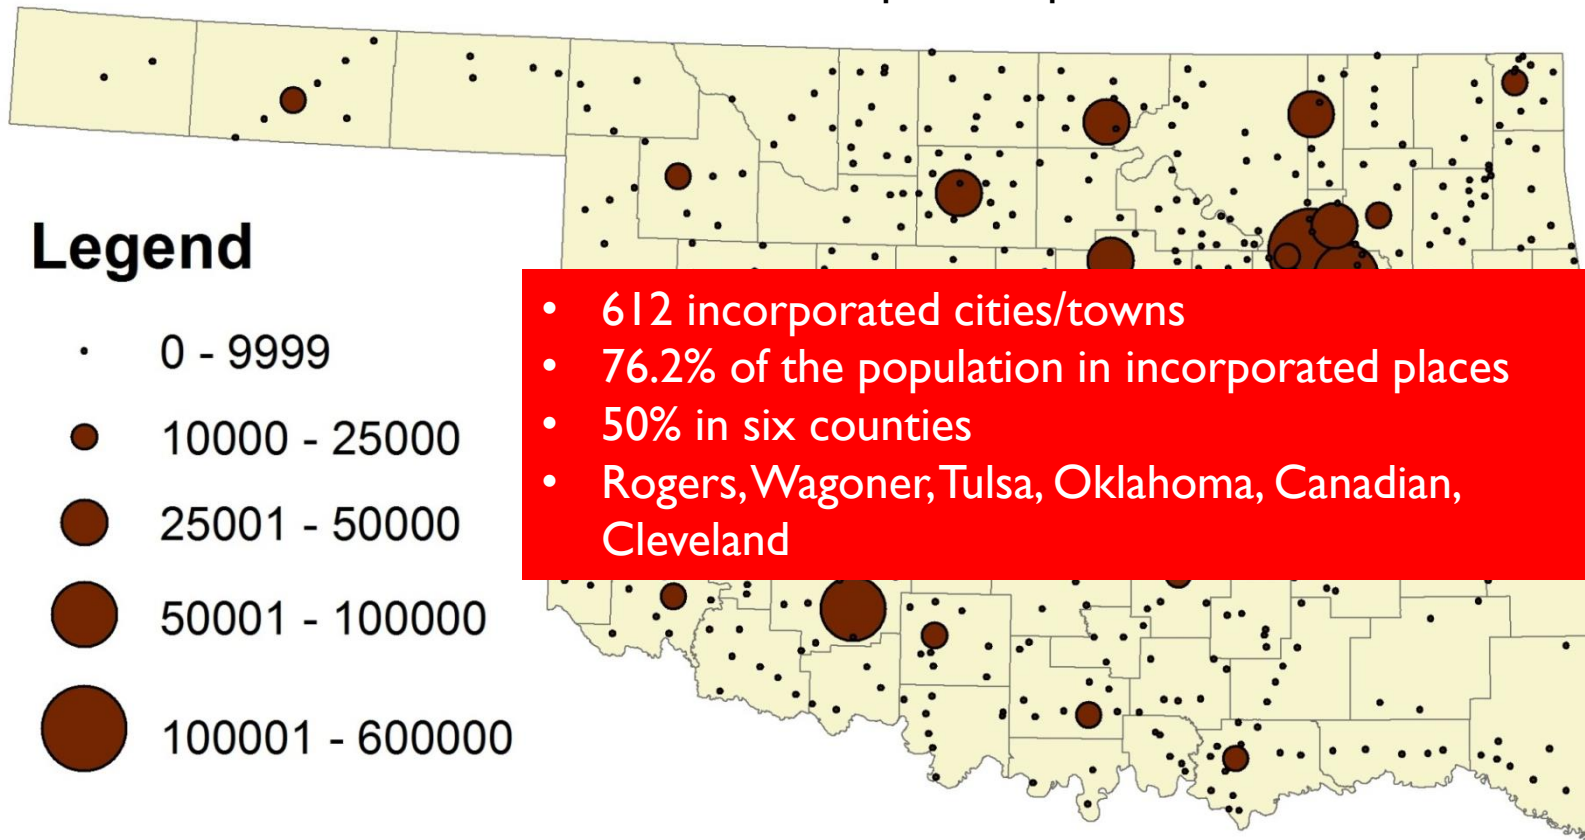 Legend
0 - 9999
10000 - 25000
25001 - 50000
50001 - 100000
100001 - 600000
• 612 incorporated cities/towns
• 76.2% of the population in incorporated places
• 50% in six counties
• Rogers, Wagoner, Tulsa, Oklahoma, Canadian,
Cleveland